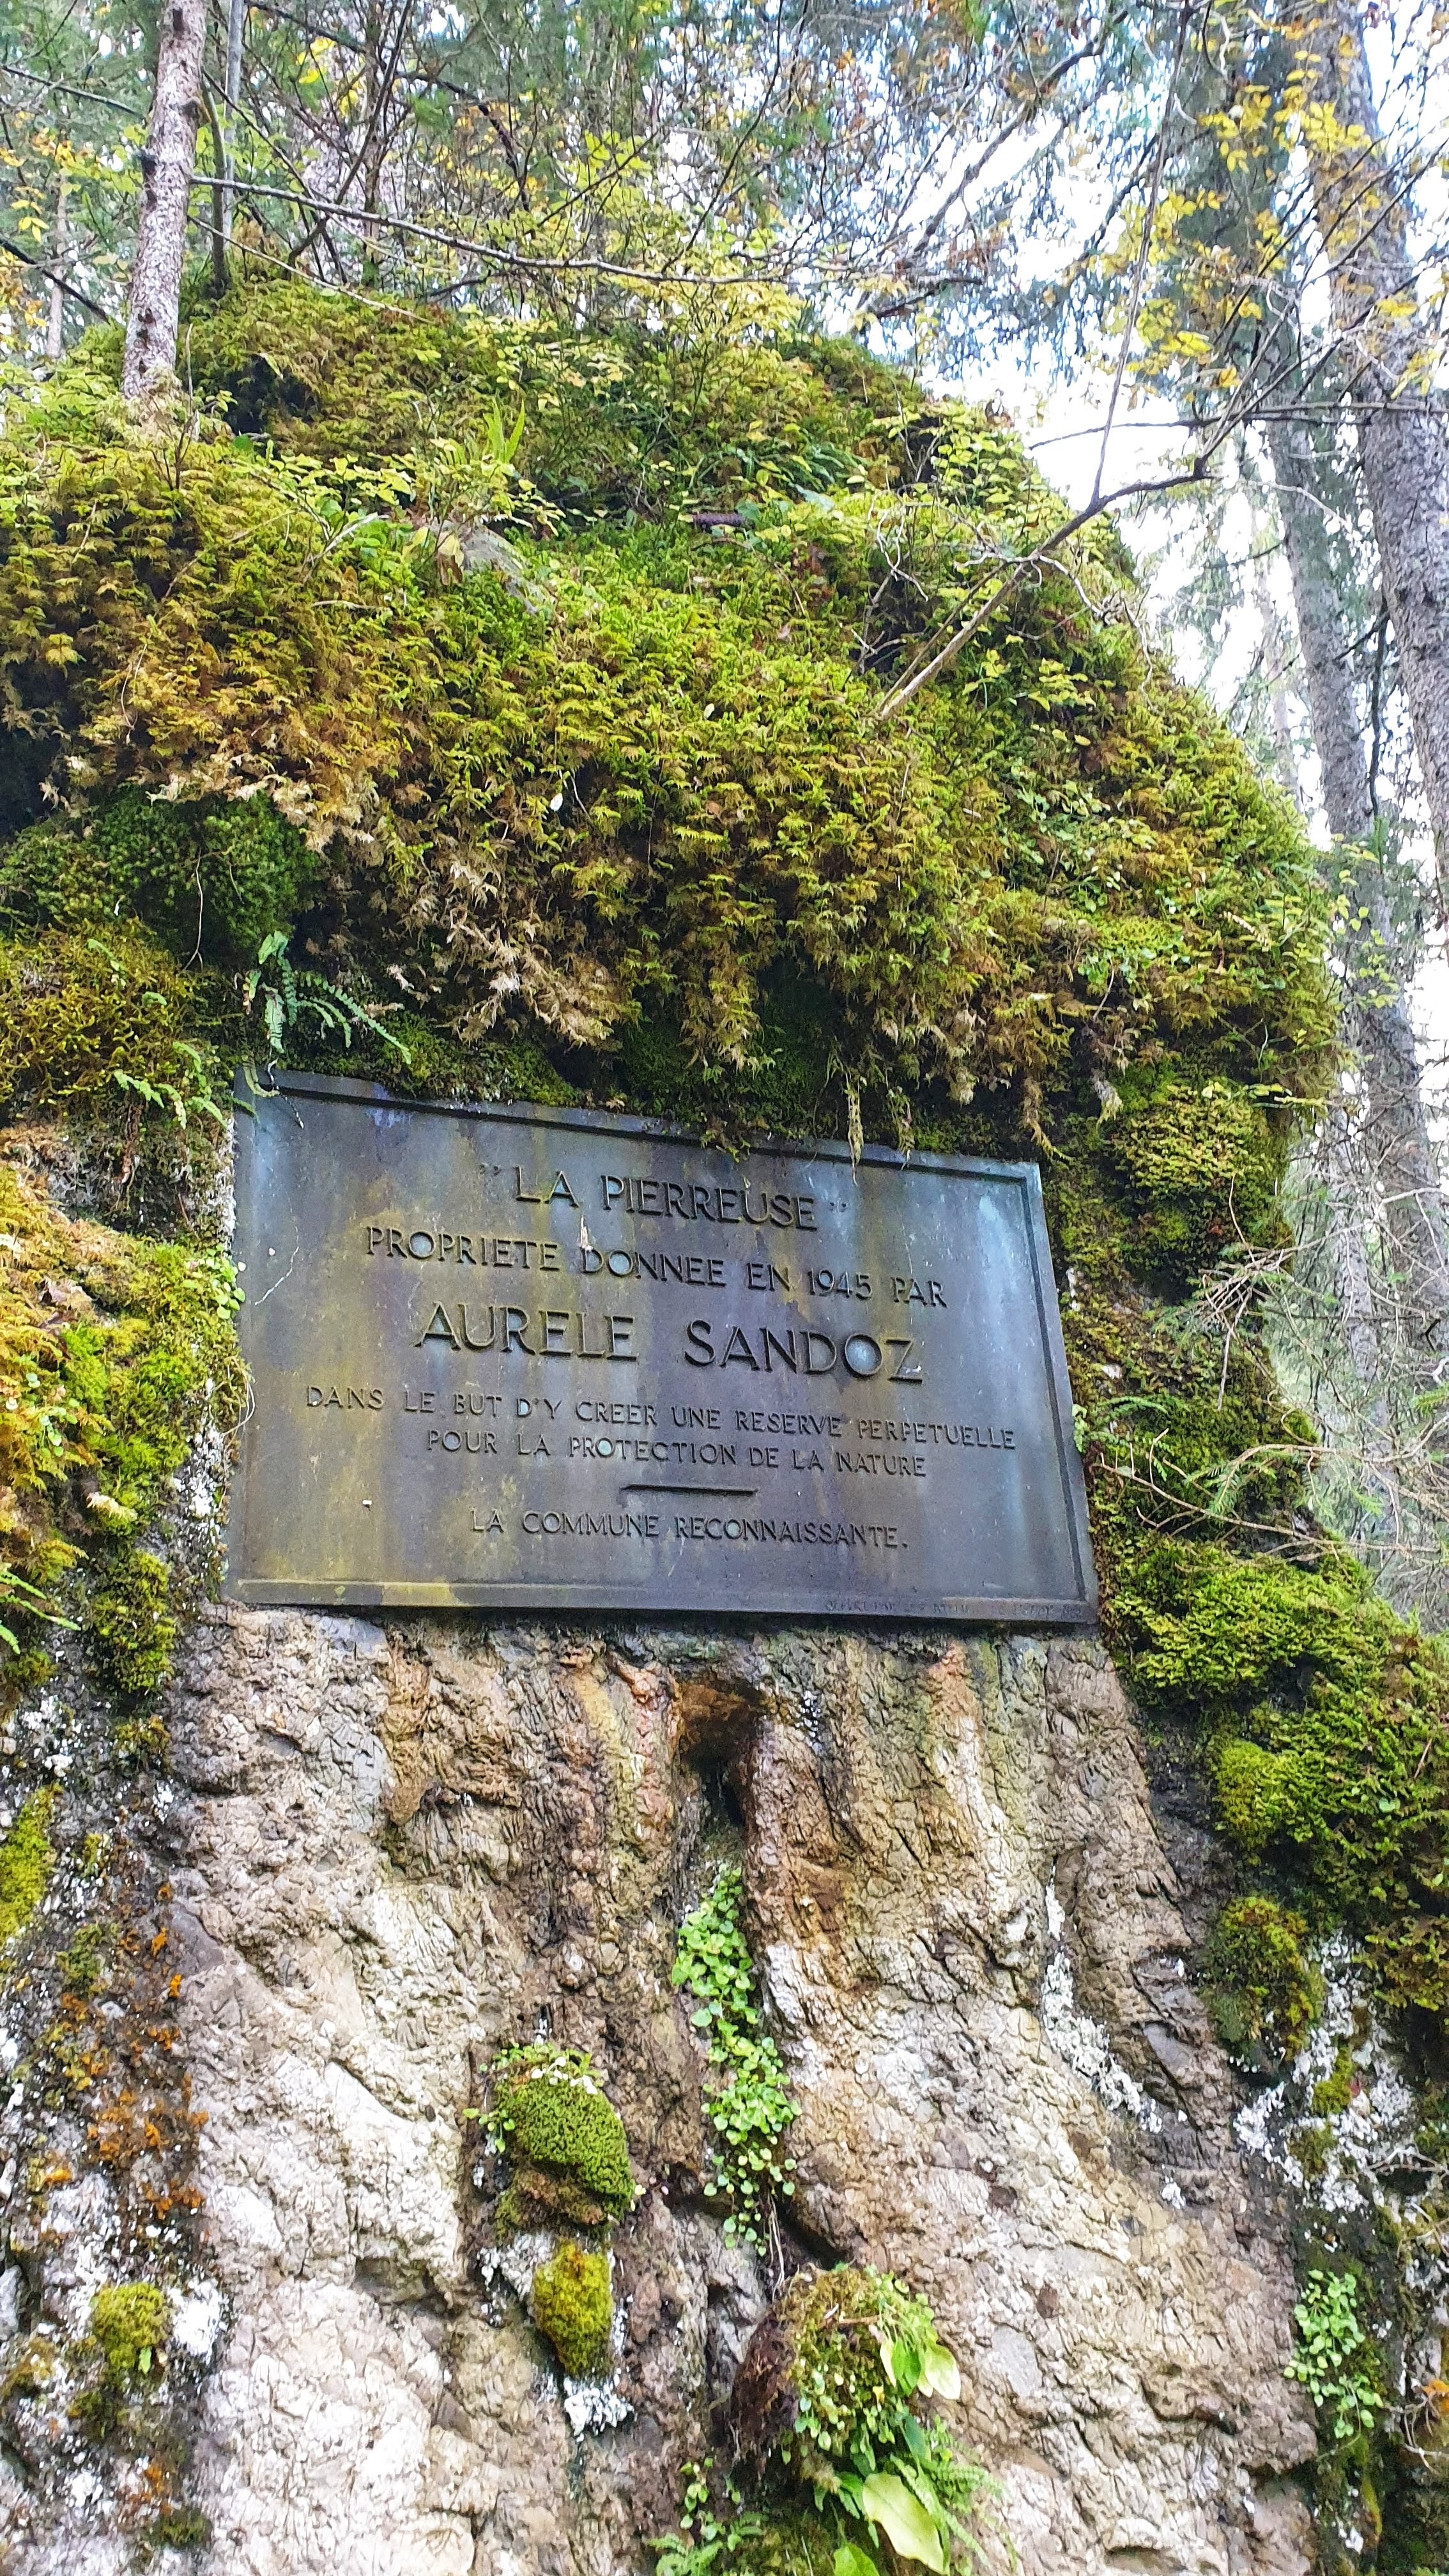 " LA PIERREUSE "
PROPRIETE DONNEE EN 1945 PAR
AURELE SANDOZ
DANS LE BUT D'Y CREER UNE RESERVE PERPETUELLE
POUR LA PROTECTION DE LA NATURE
LA COMMUNE RECONNAISSANTE.